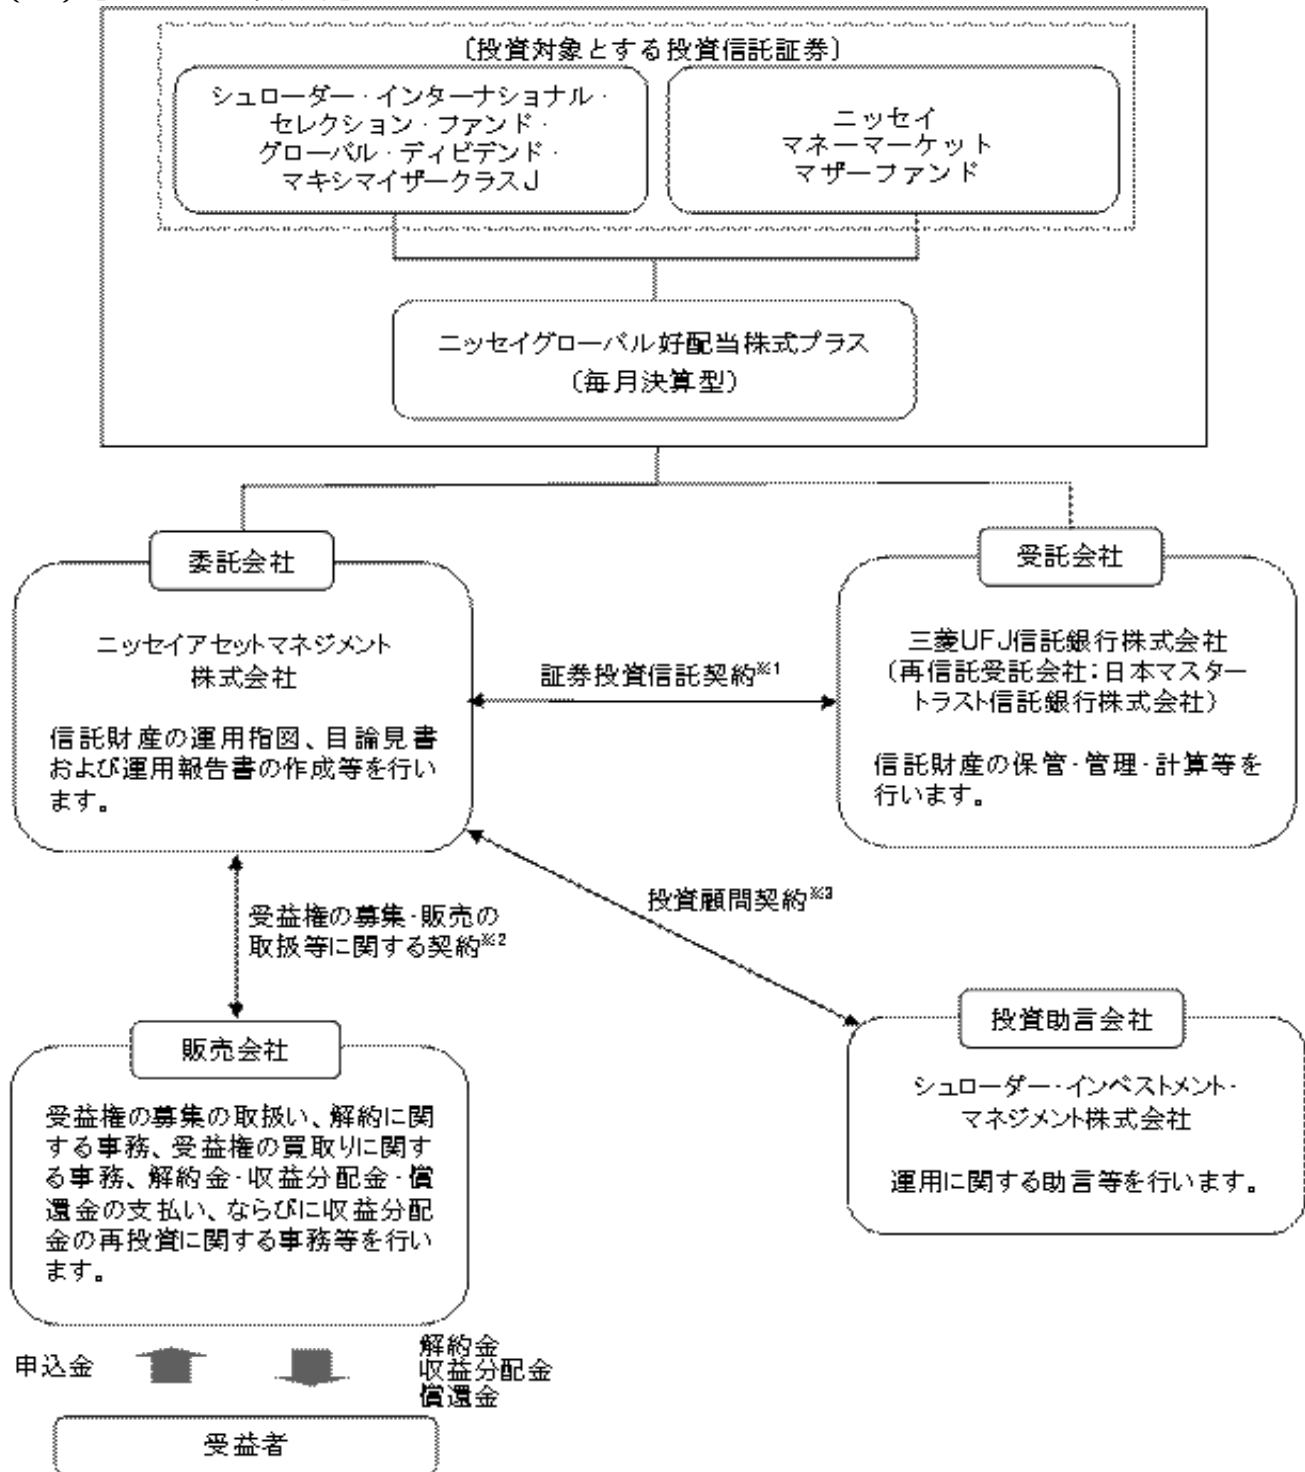 〔投資対象とする投資信託証券〕
シュローダー・インターナショナル・
セレクション・ファンド・
グローバル・ディビデンド・
マキシマイザークラスJ
ニッセイ
マネーマーケット
マザーファンド
ニッセイグローバル好配当株式プラス
（毎月決算型）
委託会社
ニッセイアセットマネジメント
株式会社
信託財産の運用指図、目論見書
および運用報告書の作成等を行い
ます。
証券投資信託契約※1
受託会社
三菱UFJ信託銀行株式会社
（再信託受託会社：日本マスター
トラスト信託銀行株式会社）
信託財産の保管・管理・計算等を
行います。
受益権の募集・販売の
取扱等に関する契約※2
投資顧問契約※3
販売会社
受益権の募集の取扱い、解約に関
する事務、受益権の買取りに関す
る事務、解約金・収益分配金・償
還金の支払い、ならびに収益分配
金の再投資に関する事務等を行い
ます。
投資助言会社
シュローダー・インベストメント・
マネジメント株式会社
運用に関する助言等を行います。
申込金
解約金
収益分配金
償還金
受益者